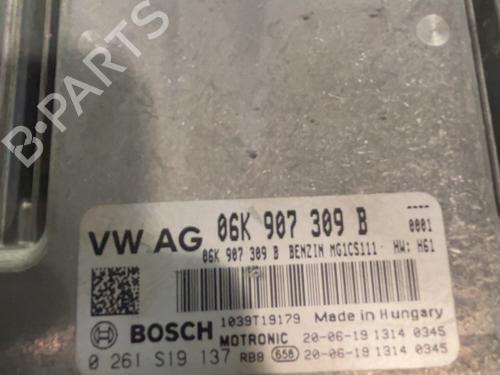 B-PARTS
VW AG 06K 907 309 B
0001
06K 907 309 B BENZIN MG1CS111- HW: H61
BOSCH 1039T19179 Made in Hungary
MOTRONIC 20-06-19 1314 0345
0 261 S19 137 RB8 658 20-06-19 1314 0345